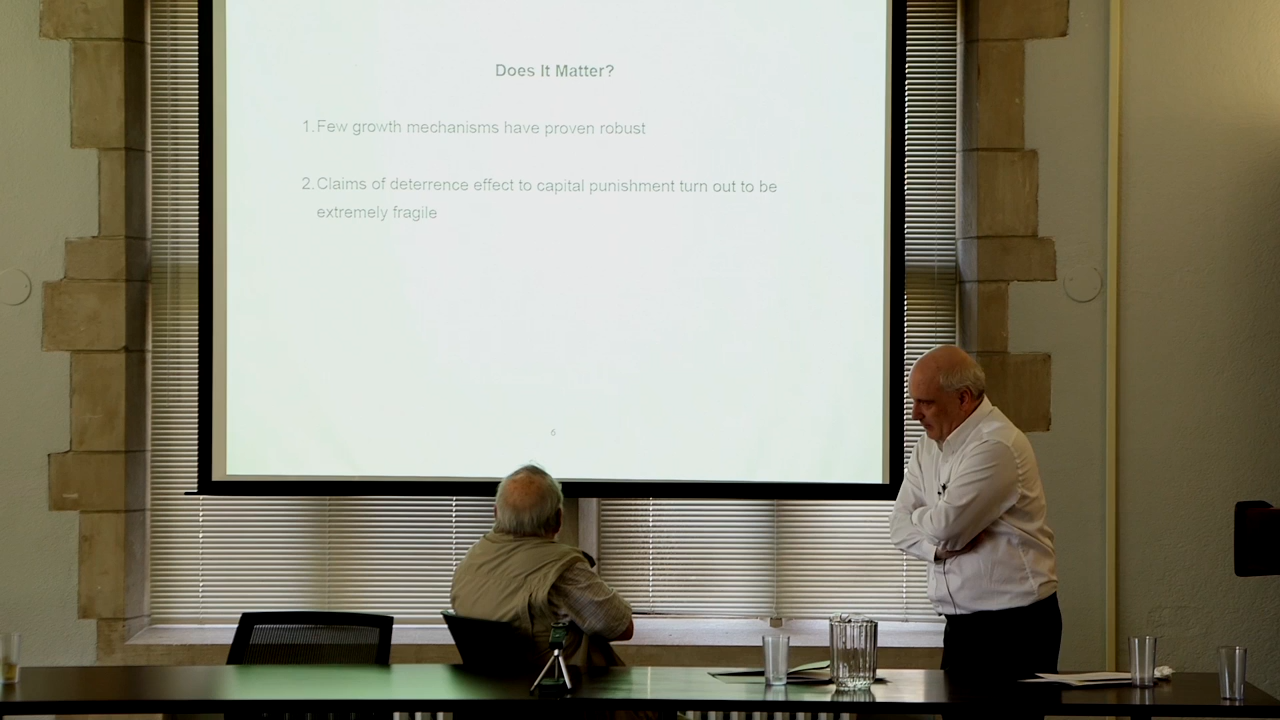 Does It Matter?
1. Few growth mechanisms have proven robust
2. Claims of deterrence effect to capital punishment turn out to be
extremely fragile
6